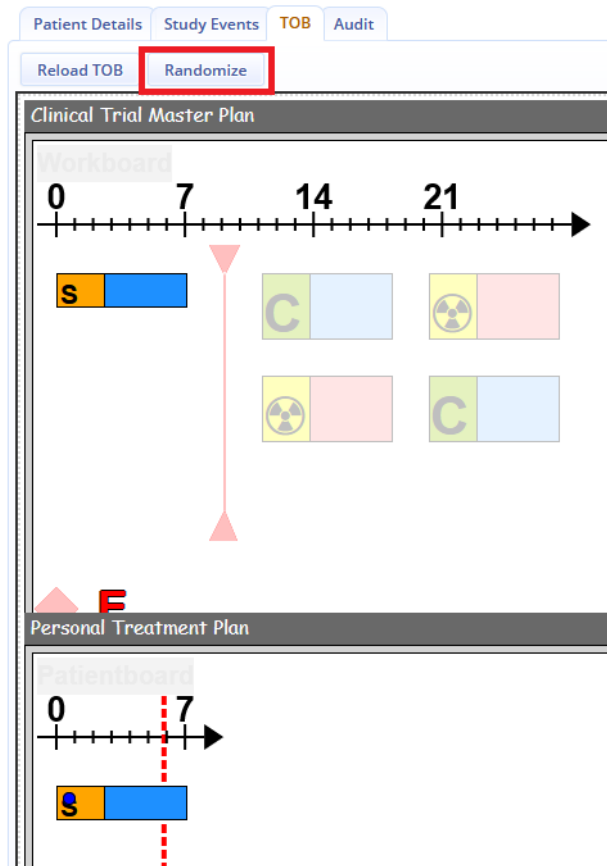 Patient Details Study Events TOB Audit
Reload TOB Randomize
Clinical Trial Master Plan
Workboard
0 7 14 21
S C
C
F
Personal Treatment Plan
Patientboard
0 7
S